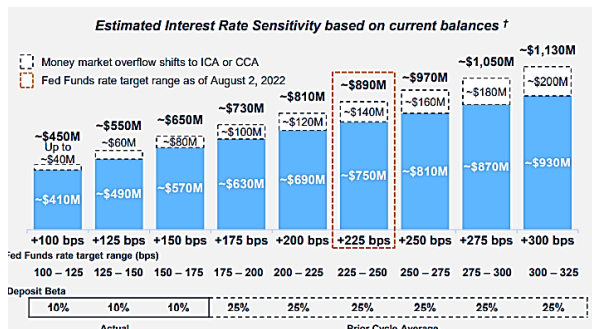 Estimated Interest Rate Sensitivity based on current balances †
Money market overflow shifts to ICA or CCA
Fed Funds rate target range as of August 2, 2022
~$450M ~$550M ~$650M ~$730M ~$810M ~$890M ~$970M ~$1,050M ~$1,130M
Up to
~$40M ~$60M ~$80M ~$100M ~$120M ~$140M ~$160M ~$180M ~$200M
~$410M ~$490M ~$570M ~$630M ~$690M ~$750M ~$810M ~$870M ~$930M
+100 bps +125 bps +150 bps +175 bps +200 bps +225 bps +250 bps +275 bps +300 bps
Fed Funds rate target range (bps)
100 – 125 125 – 150 150 – 175 175 – 200 200 – 225 225 – 250 250 – 275 275 – 300 300 – 325
Deposit Beta
10% 10% 10% 25% 25% 25% 25% 25% 25%
Actual Prior Cycle Average